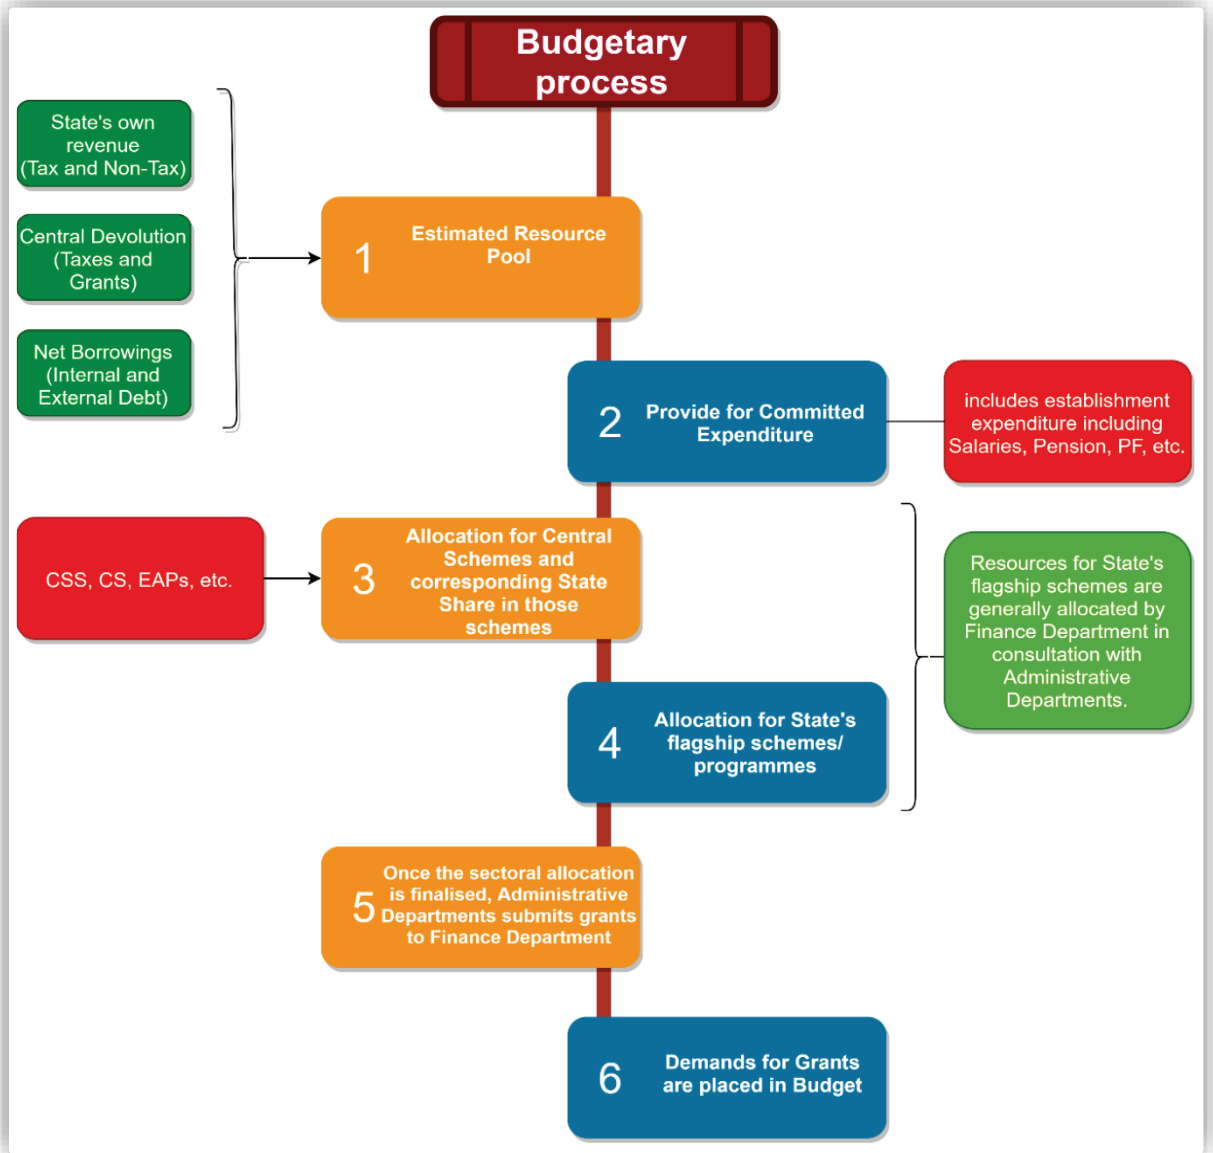 Budgetary
process
State's own
revenue
(Tax and Non-Tax)
Central Devolution
(Taxes and
Grants)
Net Borrowings
(Internal and
External Debt)
1
Estimated Resource
Pool
2
Provide for Committed
Expenditure
includes establishment
expenditure including
Salaries, Pension, PF, etc.
CSS, CS, EAPs, etc.
3
Allocation for Central
Schemes and
corresponding State
Share in those
schemes
Resources for State's
flagship schemes are
generally allocated by
Finance Department in
consultation with
Administrative
Departments.
4
Allocation for State's
flagship schemes/
programmes
5
Once the sectoral allocation
is finalised, Administrative
Departments submits grants
to Finance Department
6
Demands for Grants
are placed in Budget